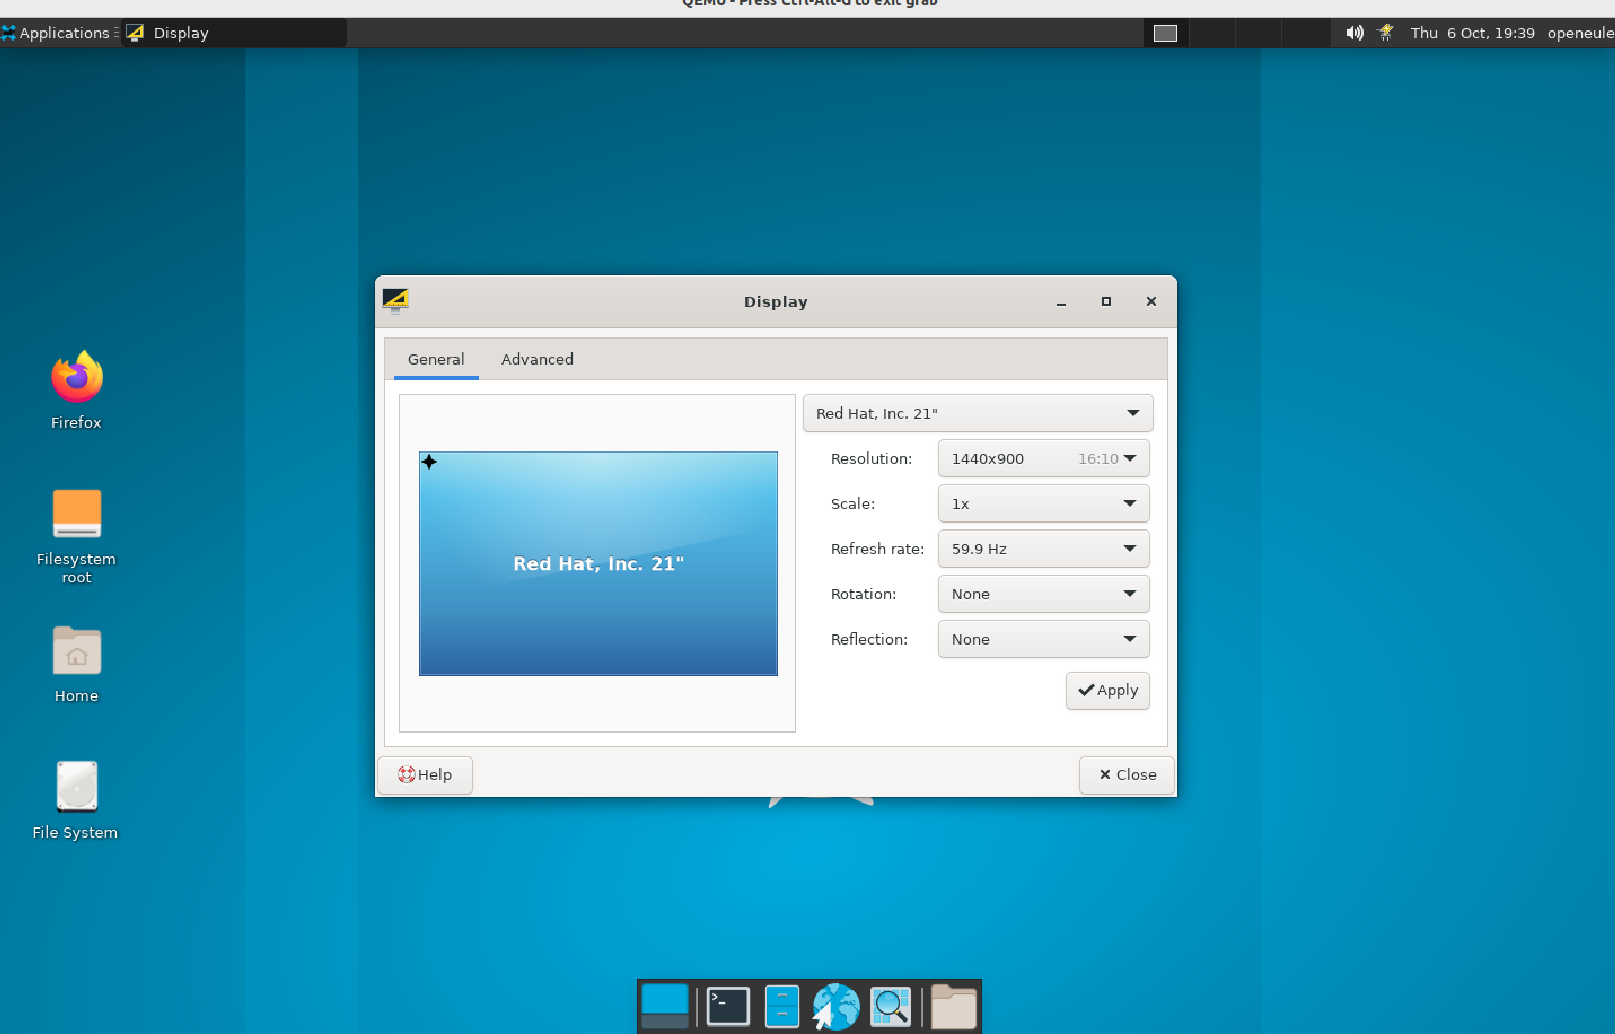 QEMU - Press Ctrl-Alt-G to exit grab
Applications Display Thu 6 Oct, 19:39 openeule
Display
General Advanced
Red Hat, Inc. 21"
Resolution: 1440x900 16:10
Scale: 1x
Refresh rate: 59.9 Hz
Rotation: None
Reflection: None
Apply
Red Hat, Inc. 21"
Help Close
Firefox
Filesystem
root
Home
File System